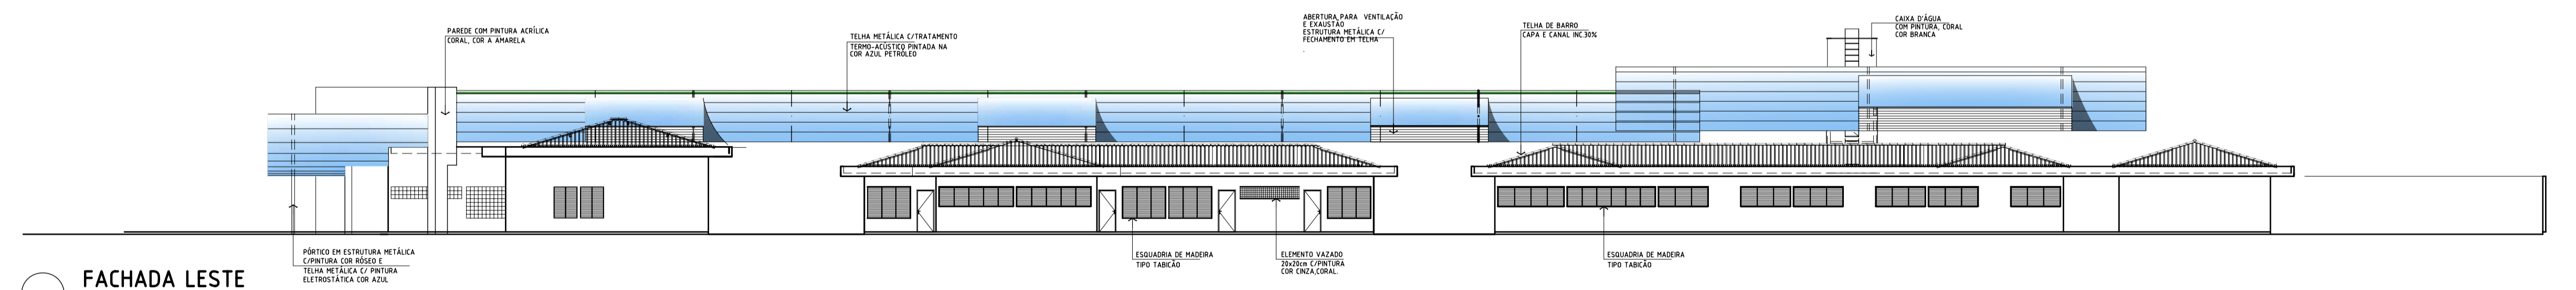 PAREDE COM PINTURA ACRÍLICA
CORAL, COR A AMARELA
TELHA METÁLICA C/TRATAMENTO
TERMO-ACÚSTICO PINTADA NA
COR AZUL PETRÓLEO
ABERTURA PARA VENTILAÇÃO
E EXAUSTÃO
ESTRUTURA METÁLICA C/
FECHAMENTO EM TELHA
.
TELHA DE BARRO
CAPA E CANAL INC.30%
CAIXA D'ÁGUA
COM PINTURA, CORAL
COR BRANCA
PÓRTICO EM ESTRUTURA METÁLICA
C/PINTURA COR RÓSEO E
TELHA METÁLICA C/ PINTURA
ELETROSTÁTICA COR AZUL
ESQUADRIA DE MADEIRA
TIPO TABICÃO
ELEMENTO VAZADO
20x20cm C/PINTURA
COR CINZA,CORAL.
ESQUADRIA DE MADEIRA
TIPO TABICÃO
FACHADA LESTE